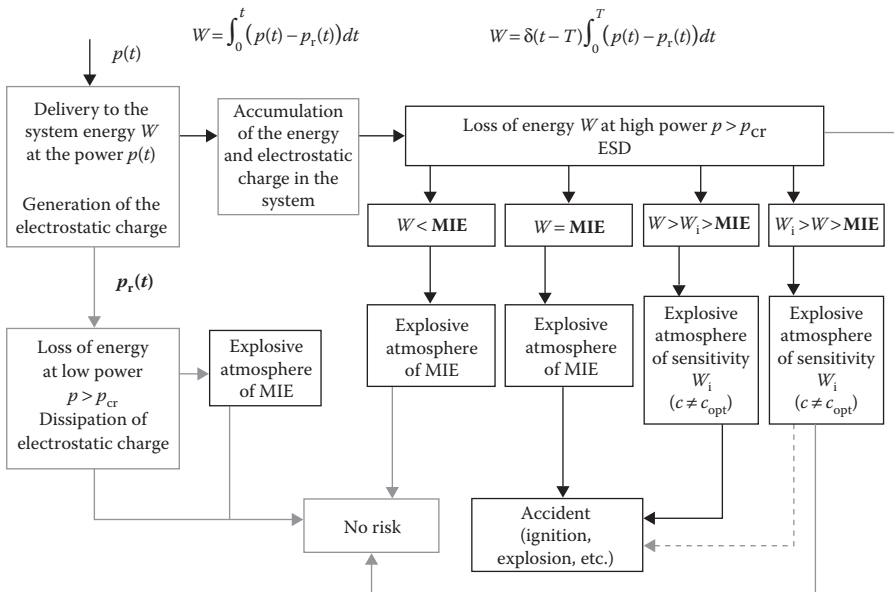 W = ∫₀ᵗ (p(t) − pᵣ(t))dt
W = δ(t − T) ∫₀ᵀ (p(t) − pᵣ(t))dt
p(t)
Delivery to the
system energy W
at the power p(t)
Generation of the
electrostatic charge
Accumulation
of the energy
and electrostatic
charge in the
system
Loss of energy W at high power p > p_cr
ESD
W < MIE
W = MIE
W > Wᵢ > MIE
Wᵢ > W > MIE
pᵣ(t)
Loss of energy
at low power
p > p_cr
Dissipation of
electrostatic charge
Explosive
atmosphere
of MIE
Explosive
atmosphere
of MIE
Explosive
atmosphere
of MIE
Explosive
atmosphere
of sensitivity
Wᵢ
(c ≠ c_opt)
Explosive
atmosphere
of sensitivity
Wᵢ
(c ≠ c_opt)
No risk
Accident
(ignition,
explosion, etc.)